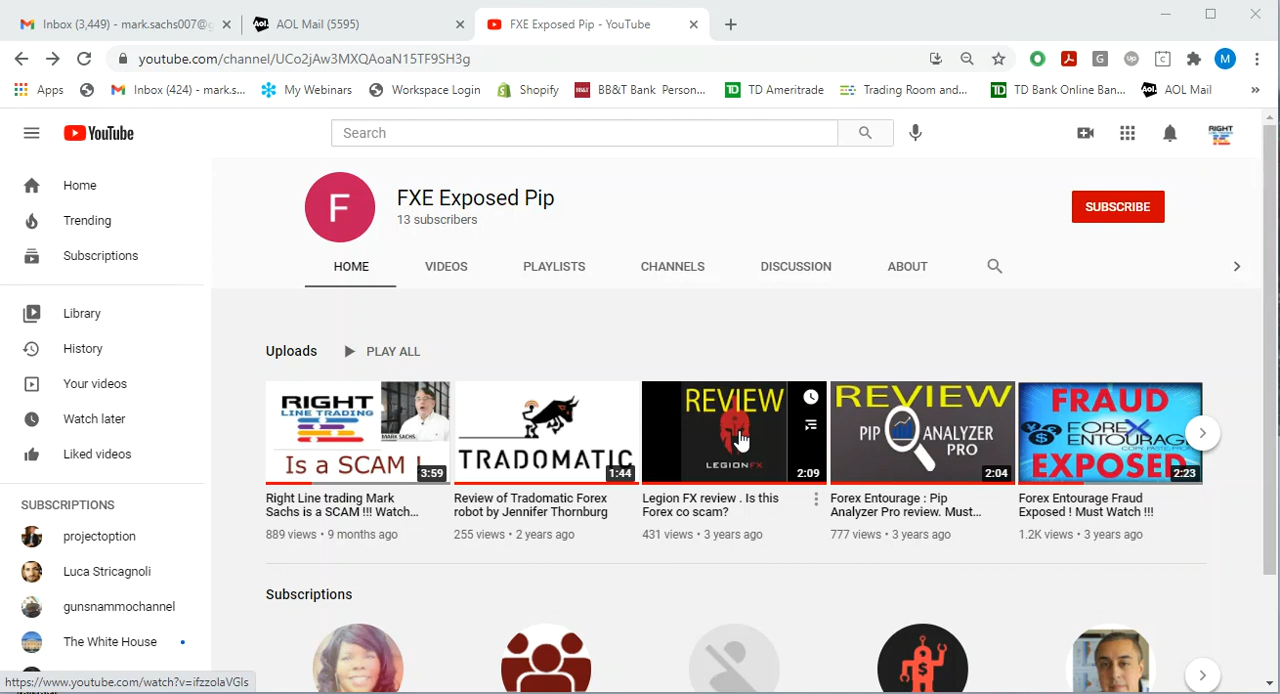 Inbox (3,449) - mark.sachs007@g
AOL Mail (5595)
FXE Exposed Pip - YouTube
youtube.com/channel/UCo2jAw3MXQAoaN15TF9SH3g
Apps
Inbox (424) - mark.s...
My Webinars
Workspace Login
Shopify
BB&T Bank Person...
TD Ameritrade
Trading Room and...
TD Bank Online Ban...
AOL Mail
YouTube
Search
RIGHT
Home
Trending
Subscriptions
Library
History
Your videos
Watch later
Liked videos
SUBSCRIPTIONS
projectoption
Luca Stricagnoli
gunsnammochannel
The White House
F
FXE Exposed Pip
13 subscribers
SUBSCRIBE
HOME
VIDEOS
PLAYLISTS
CHANNELS
DISCUSSION
ABOUT
Uploads
PLAY ALL
RIGHT
LINE TRADING
MARK SACHS
Is a SCAM !
3:59
Right Line trading Mark
Sachs is a SCAM !!! Watch...
889 views • 9 months ago
TRADOMATIC
1:44
Review of Tradomatic Forex
robot by Jennifer Thornburg
255 views • 2 years ago
REVIEW
LEGIONFX
2:09
Legion FX review . Is this
Forex co scam?
431 views • 3 years ago
REVIEW
PIP ANALYZER
PRO
2:04
Forex Entourage : Pip
Analyzer Pro review. Must...
777 views • 3 years ago
FRAUD
FOREX
ENTOURAGE
EXPOSED
2:23
Forex Entourage Fraud
Exposed ! Must Watch !!!
1.2K views • 3 years ago
Subscriptions
https://www.youtube.com/watch?v=ifzzolaVGIs